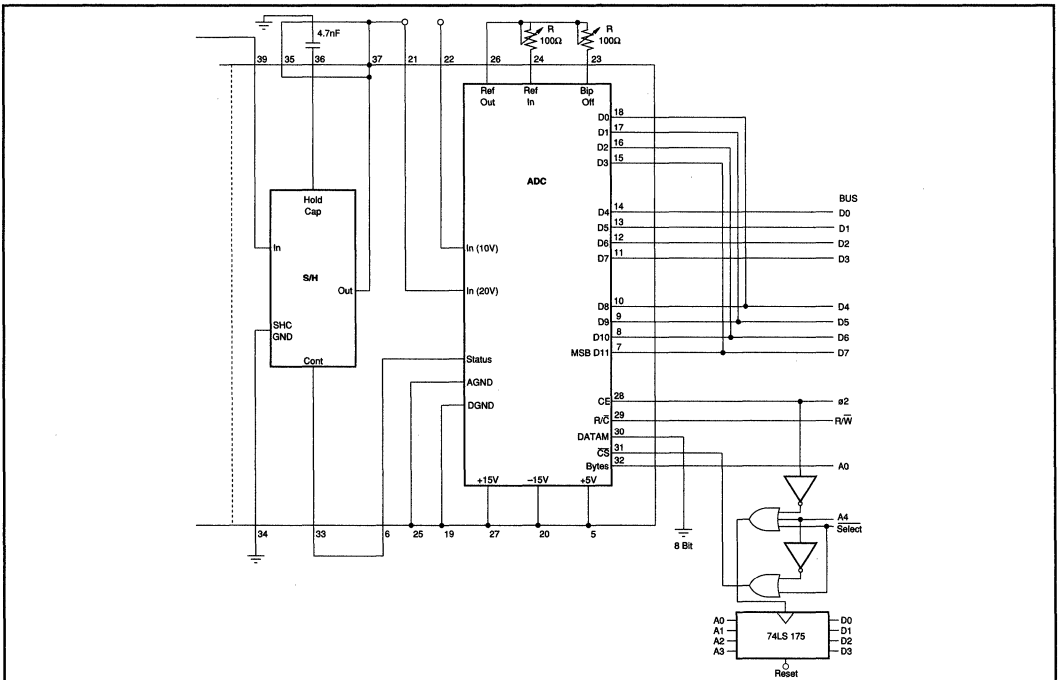 4.7nF
R
100Ω
R
100Ω
39
35
36
37
21
22
26
24
23
Ref
Out
Ref
In
Bip
Off
D0
18
D1
17
D2
16
D3
15
ADC
D4
14
D5
13
D6
12
D7
11
BUS
D0
D1
D2
D3
Hold
Cap
In
S/H
Out
SHC
GND
Cont
In (10V)
In (20V)
Status
AGND
DGND
D8
10
D9
9
D10
8
MSB D11
7
D4
D5
D6
D7
CE
28
ø2
R/C̅
29
R/W̅
DATAM
30
C̅S̅
31
Bytes
32
A0
+15V
−15V
+5V
34
33
6
25
19
27
20
5
8 Bit
A4
S̅e̅l̅e̅c̅t̅
A0
A1
A2
A3
74LS 175
D0
D1
D2
D3
Reset